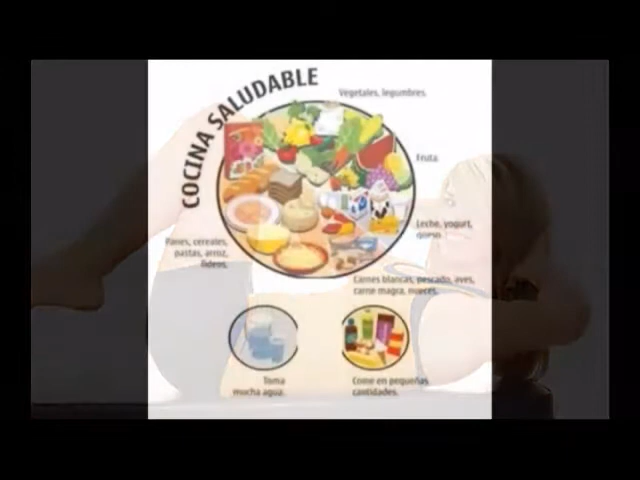 COCINA SALUDABLE
Vegetales, legumbres.
Fruta
Leche, yogurt,
queso.
Panes, cereales,
pastas, arroz,
fideos.
Carnes blancas, pescado, aves,
carne magra, nueces.
Toma
mucha agua.
Come en pequeñas
cantidades.